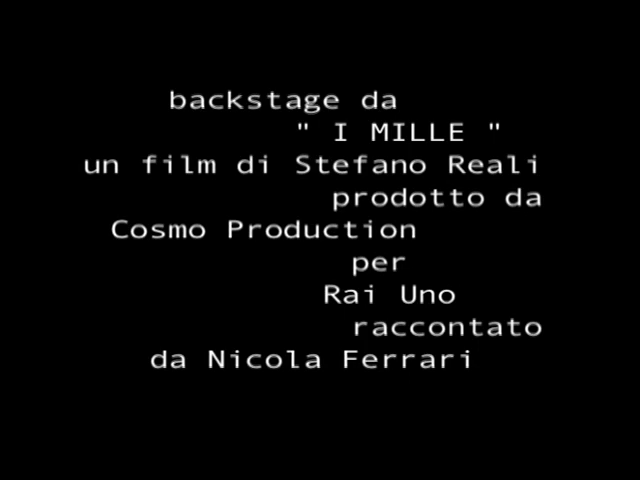 backstage da
" I MILLE "
un film di Stefano Reali
prodotto da
Cosmo Production
per
Rai Uno
raccontato
da Nicola Ferrari